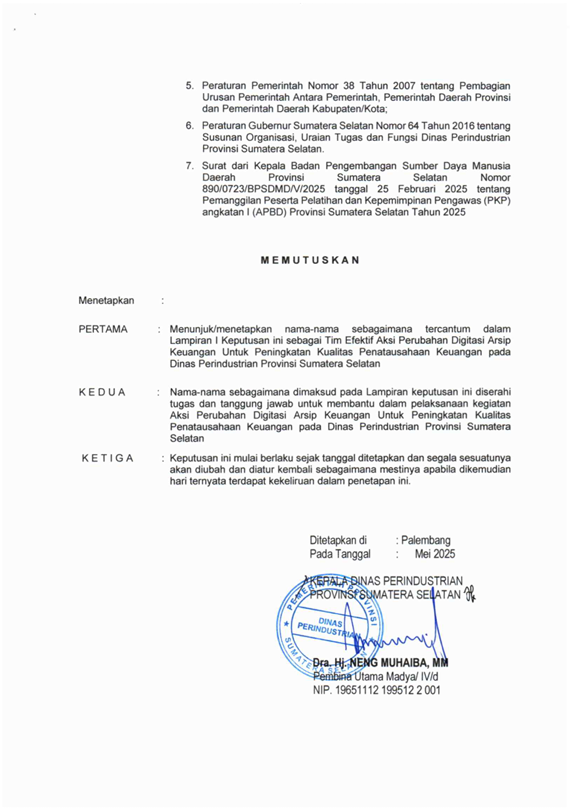 5. Peraturan Pemerintah Nomor 38 Tahun 2007 tentang Pembagian
Urusan Pemerintah Antara Pemerintah, Pemerintah Daerah Provinsi
dan Pemerintah Daerah Kabupaten/Kota;
6. Peraturan Gubernur Sumatera Selatan Nomor 64 Tahun 2016 tentang
Susunan Organisasi, Uraian Tugas dan Fungsi Dinas Perindustrian
Provinsi Sumatera Selatan.
7. Surat dari Kepala Badan Pengembangan Sumber Daya Manusia
Daerah Provinsi Sumatera Selatan Nomor
890/0723/BPSDMD/V/2025 tanggal 25 Februari 2025 tentang
Pemanggilan Peserta Pelatihan dan Kepemimpinan Pengawas (PKP)
angkatan I (APBD) Provinsi Sumatera Selatan Tahun 2025
M E M U T U S K A N
Menetapkan :
PERTAMA : Menunjuk/menetapkan nama-nama sebagaimana tercantum dalam
Lampiran I Keputusan ini sebagai Tim Efektif Aksi Perubahan Digitasi Arsip
Keuangan Untuk Peningkatan Kualitas Penatausahaan Keuangan pada
Dinas Perindustrian Provinsi Sumatera Selatan
K E D U A : Nama-nama sebagaimana dimaksud pada Lampiran keputusan ini diserahi
tugas dan tanggung jawab untuk membantu dalam pelaksanaan kegiatan
Aksi Perubahan Digitasi Arsip Keuangan Untuk Peningkatan Kualitas
Penatausahaan Keuangan pada Dinas Perindustrian Provinsi Sumatera
Selatan
K E T I G A : Keputusan ini mulai berlaku sejak tanggal ditetapkan dan segala sesuatunya
akan diubah dan diatur kembali sebagaimana mestinya apabila dikemudian
hari ternyata terdapat kekeliruan dalam penetapan ini.
Ditetapkan di : Palembang
Pada Tanggal : Mei 2025
KEPALA DINAS PERINDUSTRIAN
PROVINSI SUMATERA SELATAN
PEMERINTAH PROVINSI
DINAS
PERINDUSTRIAN
SUMATERA SELATAN
Dra. Hj. NENG MUHAIBA, MM
Pembina Utama Madya/ IV/d
NIP. 19651112 199512 2 001